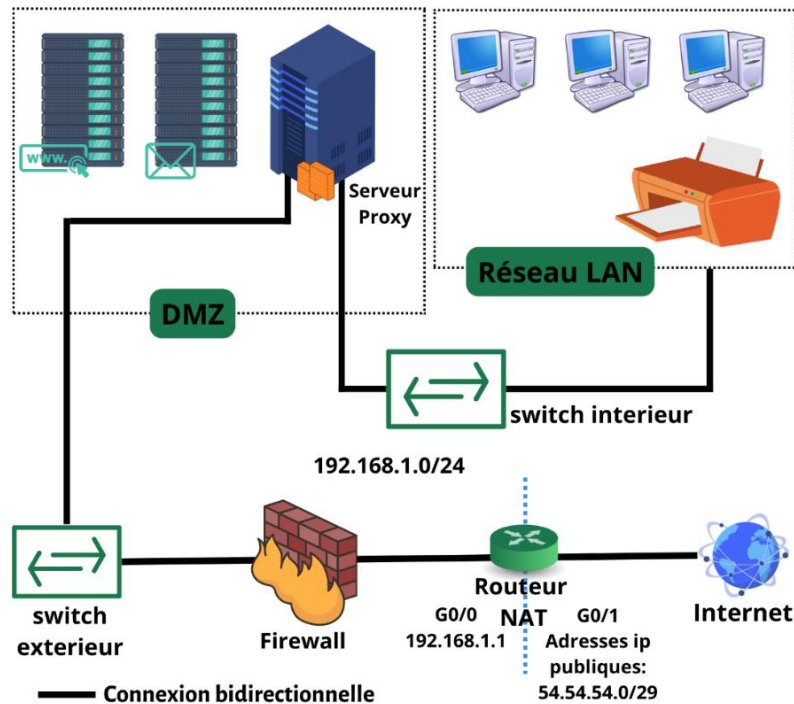 www.
Serveur
Proxy
DMZ
Réseau LAN
switch interieur
192.168.1.0/24
switch
exterieur
Firewall
Routeur
NAT
G0/0
192.168.1.1
G0/1
Adresses ip
publiques:
54.54.54.0/29
Internet
Connexion bidirectionnelle